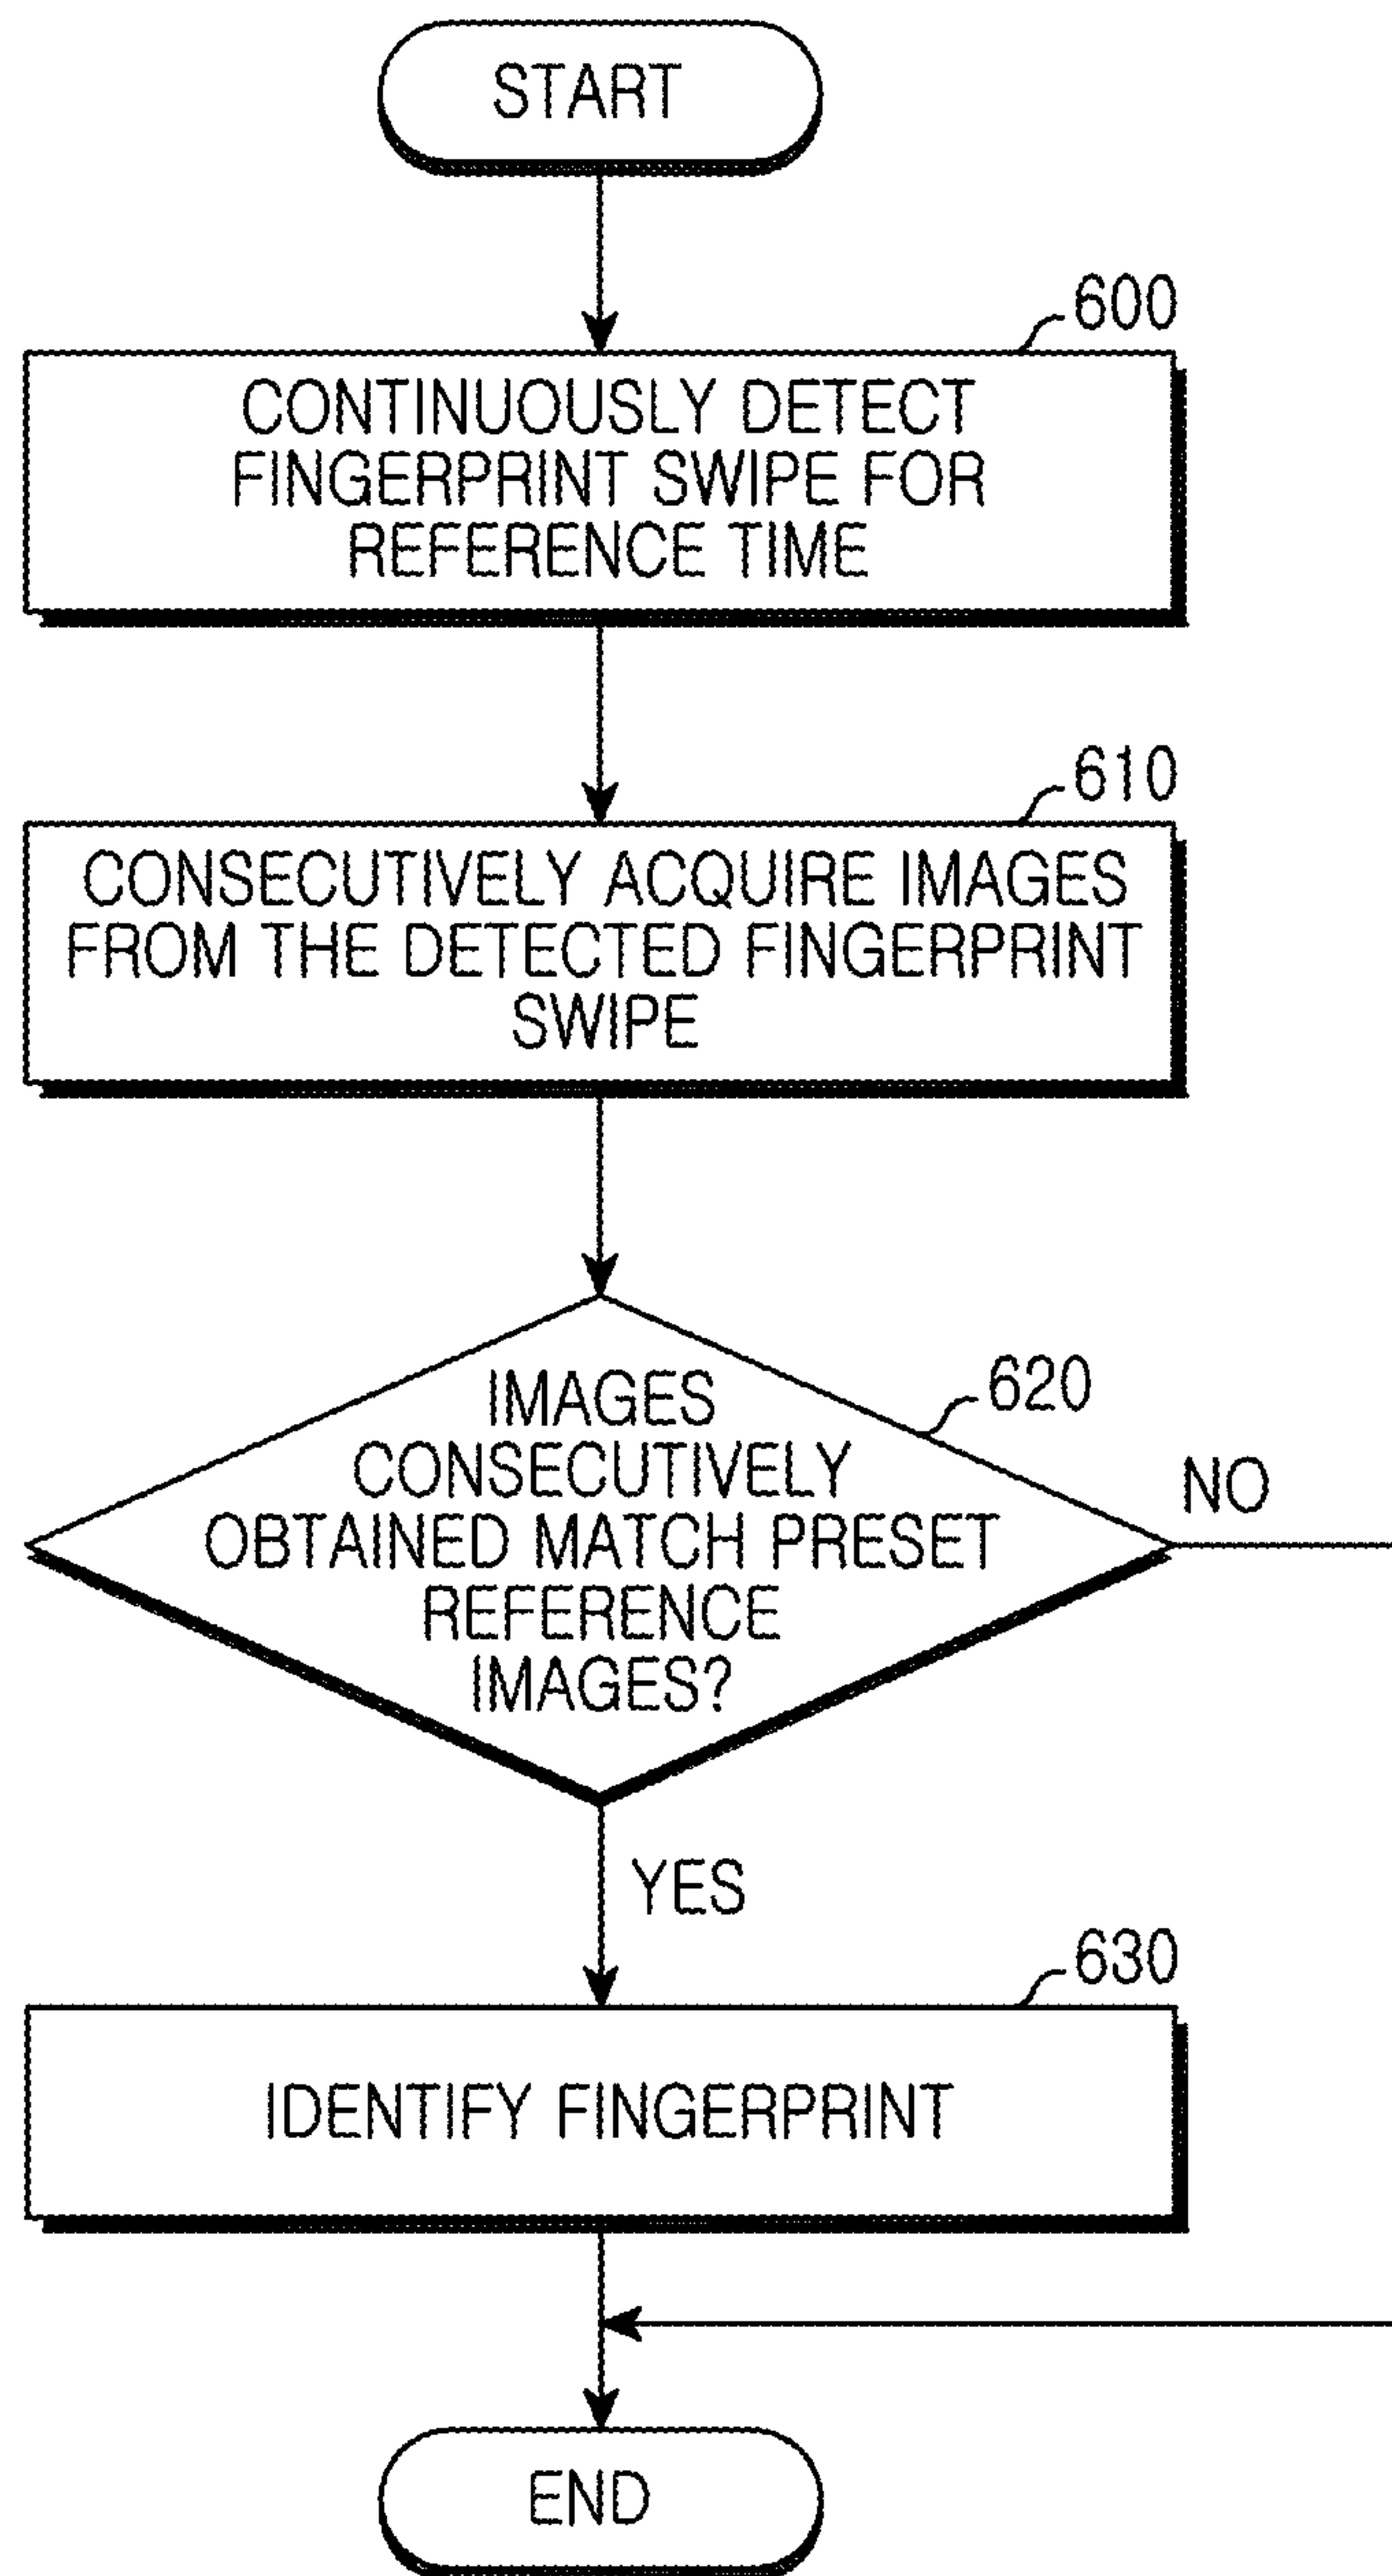 START
600
CONTINUOUSLY DETECT
FINGERPRINT SWIPE FOR
REFERENCE TIME
610
CONSECUTIVELY ACQUIRE IMAGES
FROM THE DETECTED FINGERPRINT
SWIPE
620
IMAGES
CONSECUTIVELY
OBTAINED MATCH PRESET
REFERENCE
IMAGES?
NO
YES
630
IDENTIFY FINGERPRINT
END